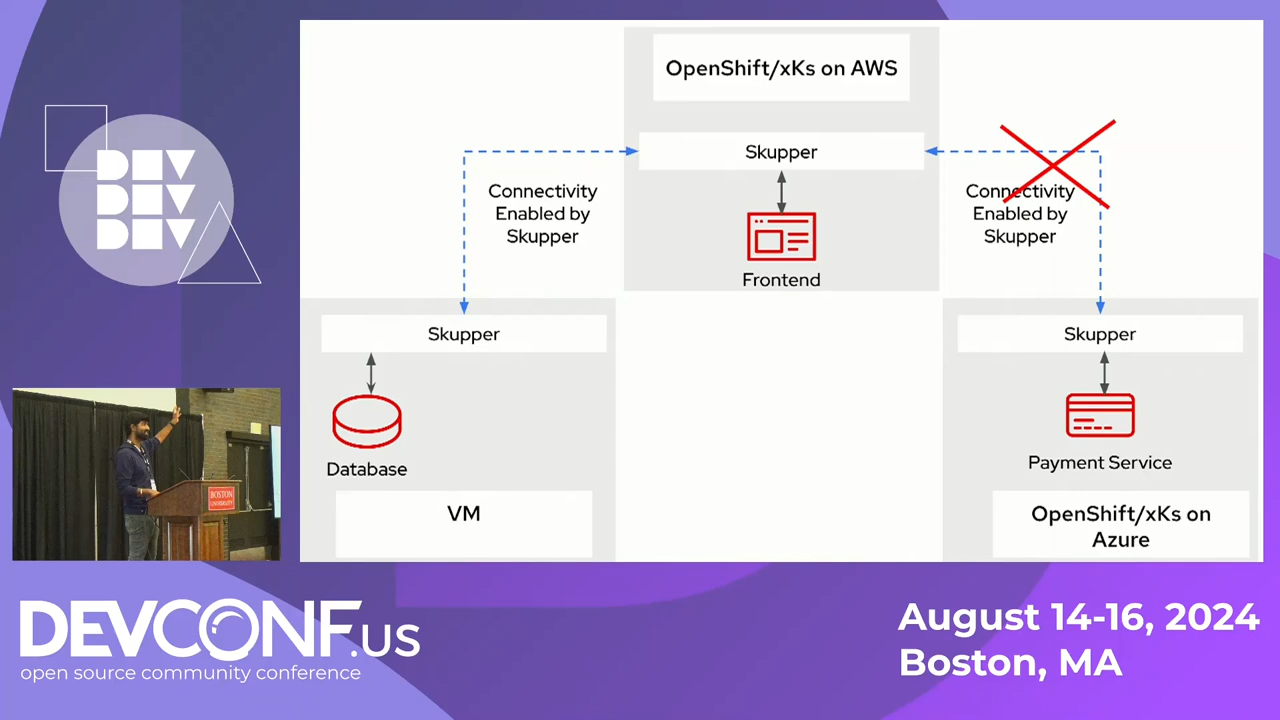 OpenShift/xKs on AWS
Skupper
Connectivity
Enabled by
Skupper
Connectivity
Enabled by
Skupper
Frontend
Skupper
Skupper
Database
Payment Service
VM
OpenShift/xKs on
Azure
DEV
DEV
DEV
BOSTON
UNIVERSITY
DEVCONF.US
open source community conference
August 14-16, 2024
Boston, MA